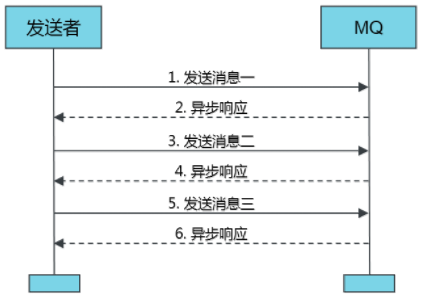 发送者
MQ
1. 发送消息一
2. 异步响应
3. 发送消息二
4. 异步响应
5. 发送消息三
6. 异步响应